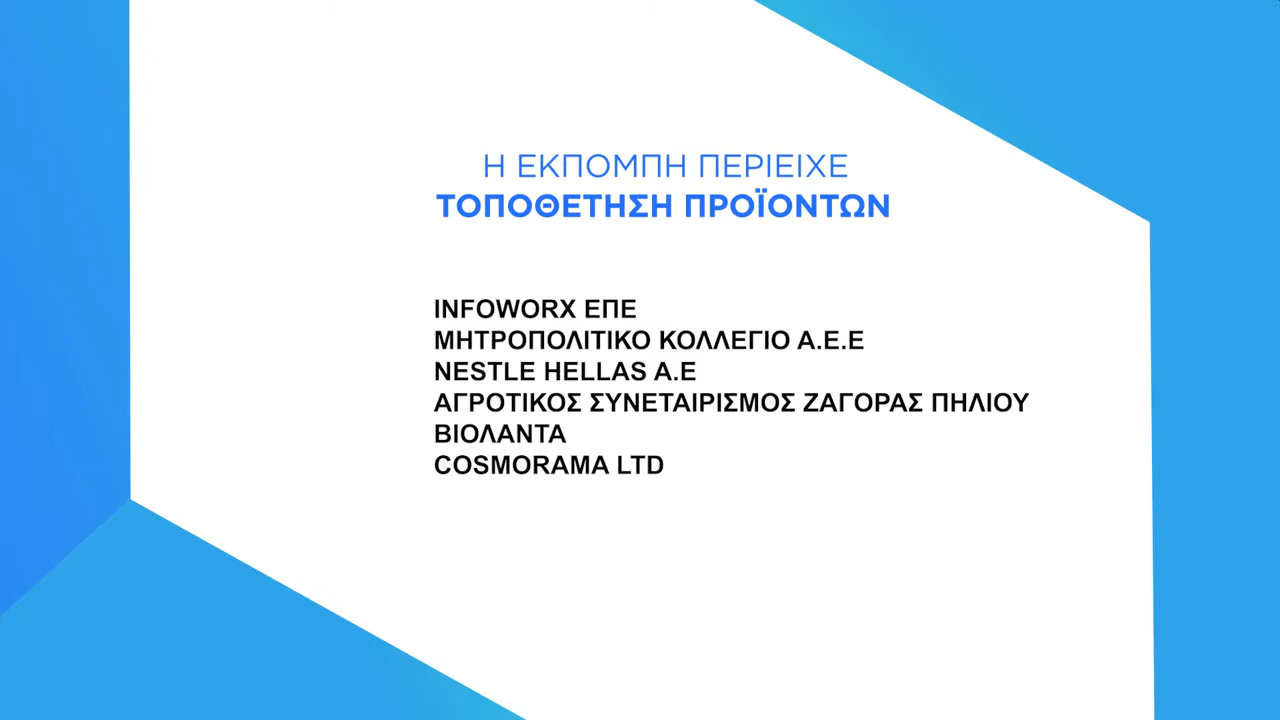 Η ΕΚΠΟΜΠΗ ΠΕΡΙΕΙΧΕ
ΤΟΠΟΘΕΤΗΣΗ ΠΡΟΪΟΝΤΩΝ
INFOWORX ΕΠΕ
ΜΗΤΡΟΠΟΛΙΤΙΚΟ ΚΟΛΛΕΓΙΟ Α.Ε.Ε
NESTLE HELLAS Α.Ε
ΑΓΡΟΤΙΚΟΣ ΣΥΝΕΤΑΙΡΙΣΜΟΣ ΖΑΓΟΡΑΣ ΠΗΛΙΟΥ
ΒΙΟΛΑΝΤΑ
COSMORAMA LTD